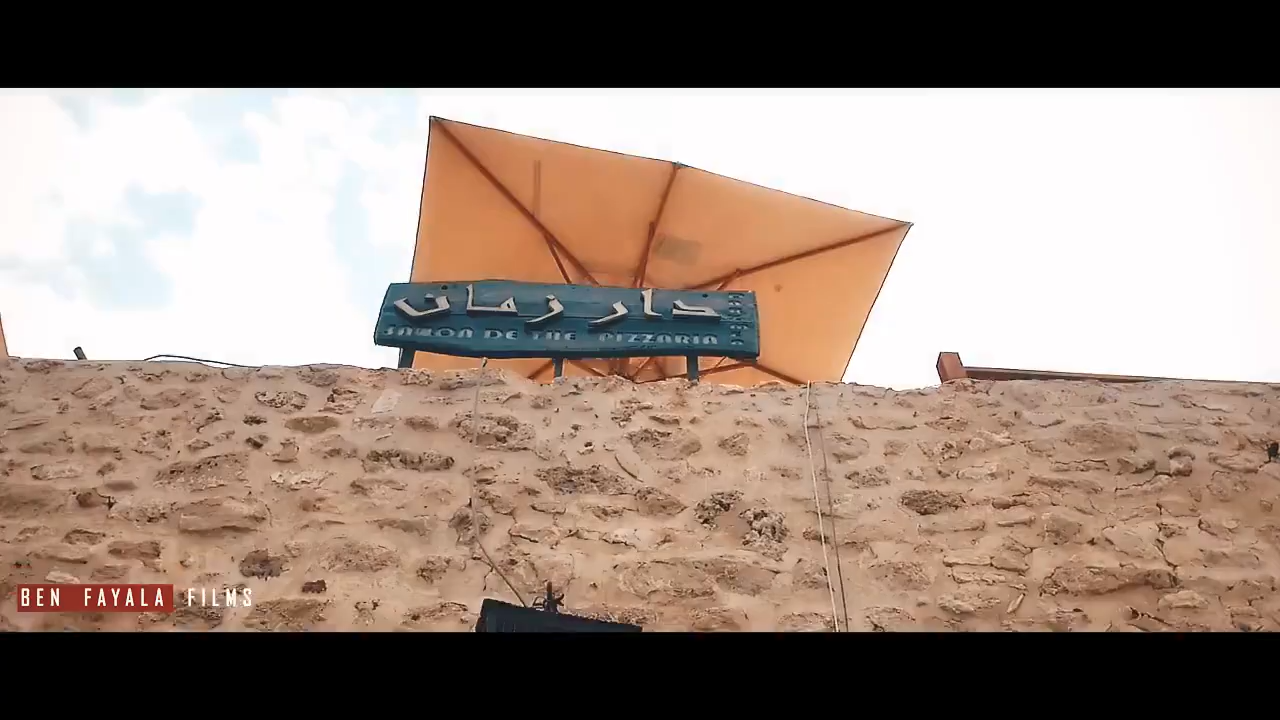 دار زمان
SALON DE THE PIZZARIA
BEN FAYALA FILMS